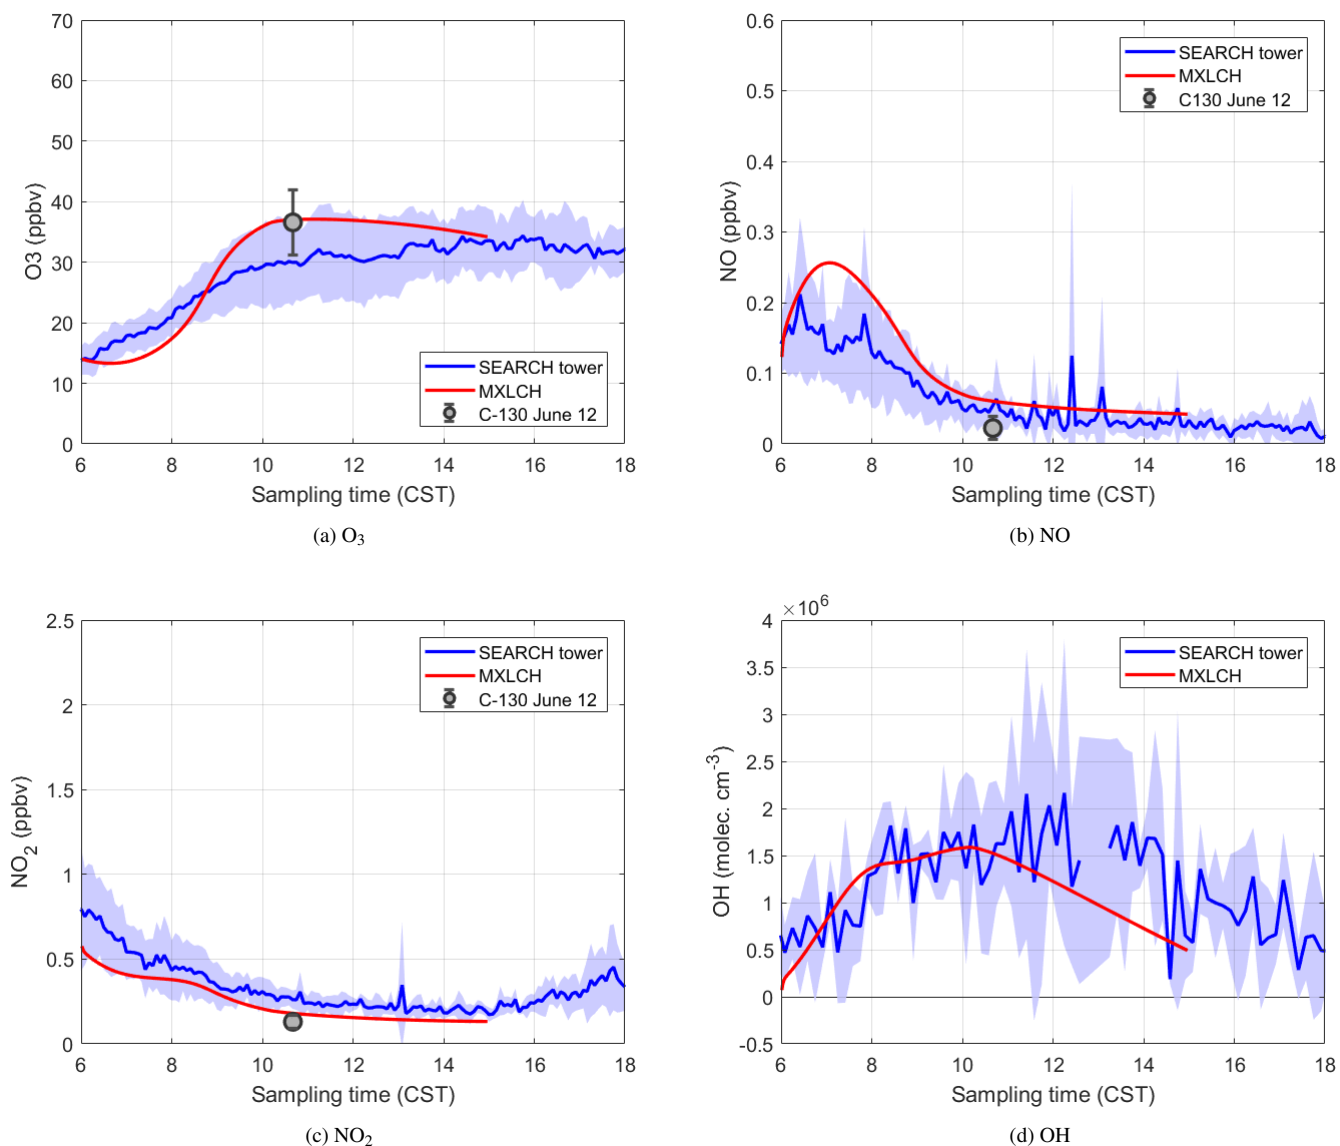 70
60
50
40
30
20
10
0
O3 (ppbv)
SEARCH tower
MXLCH
C-130 June 12
6 8 10 12 14 16 18
Sampling time (CST)
(a) O3
0.6
0.5
0.4
0.3
0.2
0.1
0
NO (ppbv)
SEARCH tower
MXLCH
C130 June 12
6 8 10 12 14 16 18
Sampling time (CST)
(b) NO
2.5
2
1.5
1
0.5
0
NO2 (ppbv)
SEARCH tower
MXLCH
C-130 June 12
6 8 10 12 14 16 18
Sampling time (CST)
(c) NO2
×10^6
4
3.5
3
2.5
2
1.5
1
0.5
0
-0.5
OH (molec. cm-3)
SEARCH tower
MXLCH
6 8 10 12 14 16 18
Sampling time (CST)
(d) OH